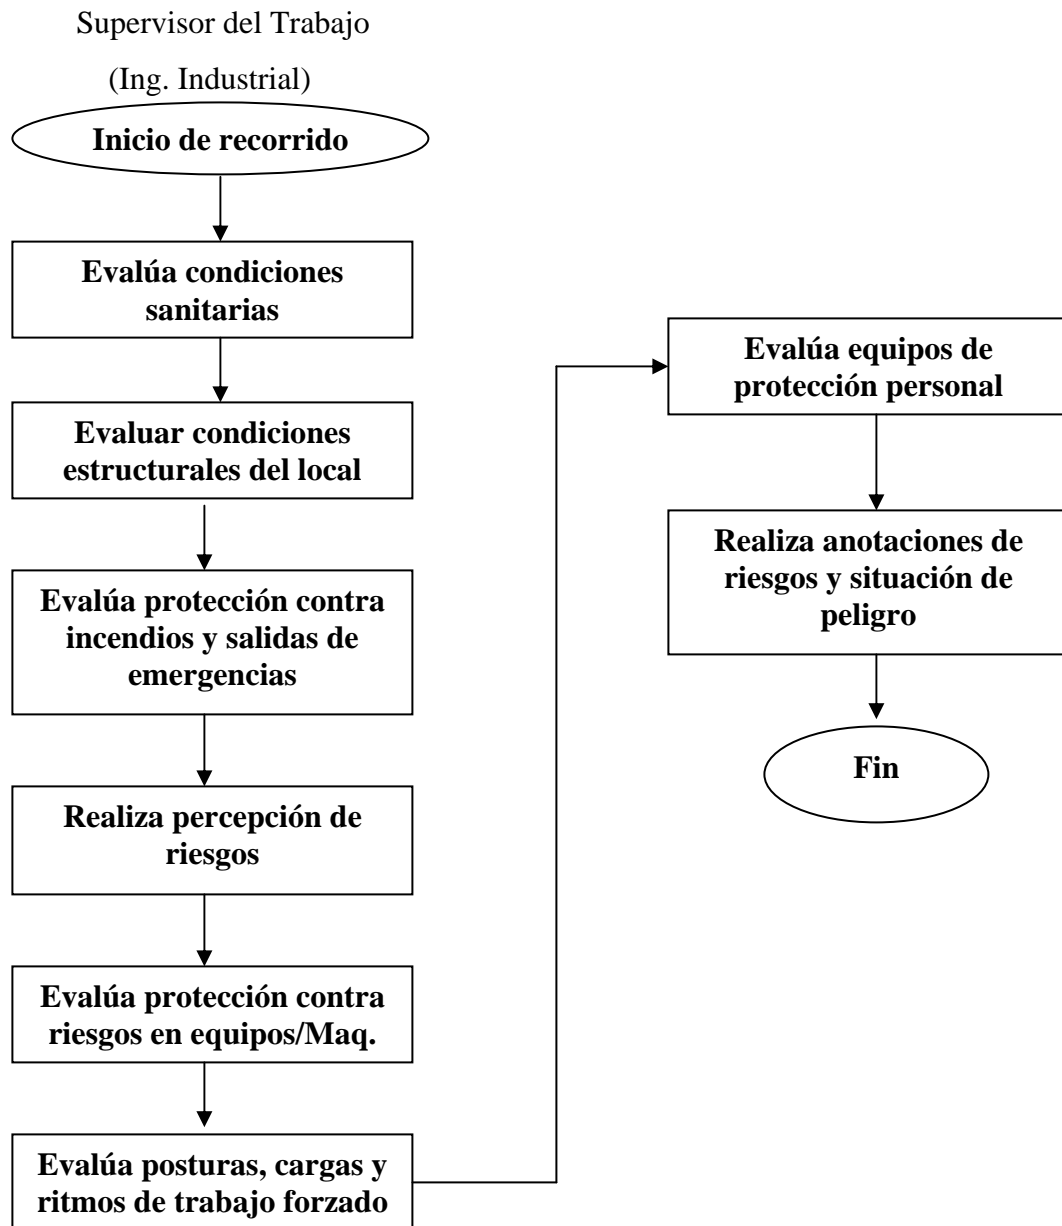 Supervisor del Trabajo
(Ing. Industrial)
Inicio de recorrido
Evalúa condiciones
sanitarias
Evaluar condiciones
estructurales del local
Evalúa protección contra
incendios y salidas de
emergencias
Realiza percepción de
riesgos
Evalúa protección contra
riesgos en equipos/Maq.
Evalúa posturas, cargas y
ritmos de trabajo forzado
Evalúa equipos de
protección personal
Realiza anotaciones de
riesgos y situación de
peligro
Fin